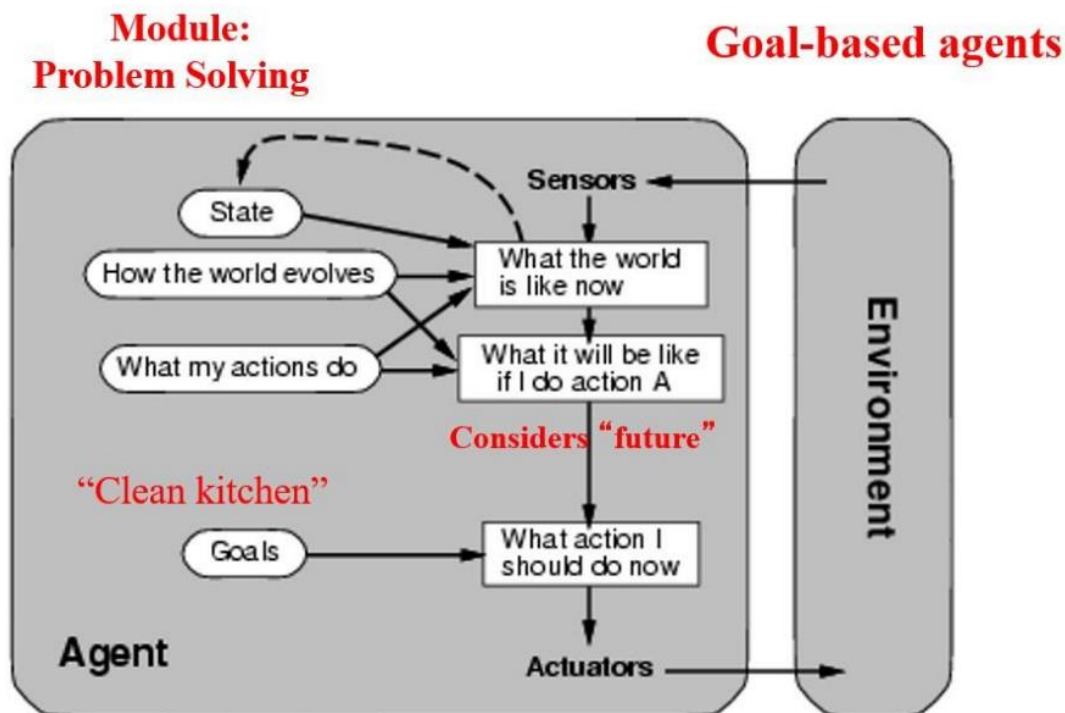 Module:
Problem Solving
Goal-based agents
Sensors
State
What the world
is like now
How the world evolves
What it will be like
if I do action A
What my actions do
Considers “future”
“Clean kitchen”
What action I
should do now
Goals
Agent
Actuators
Environment